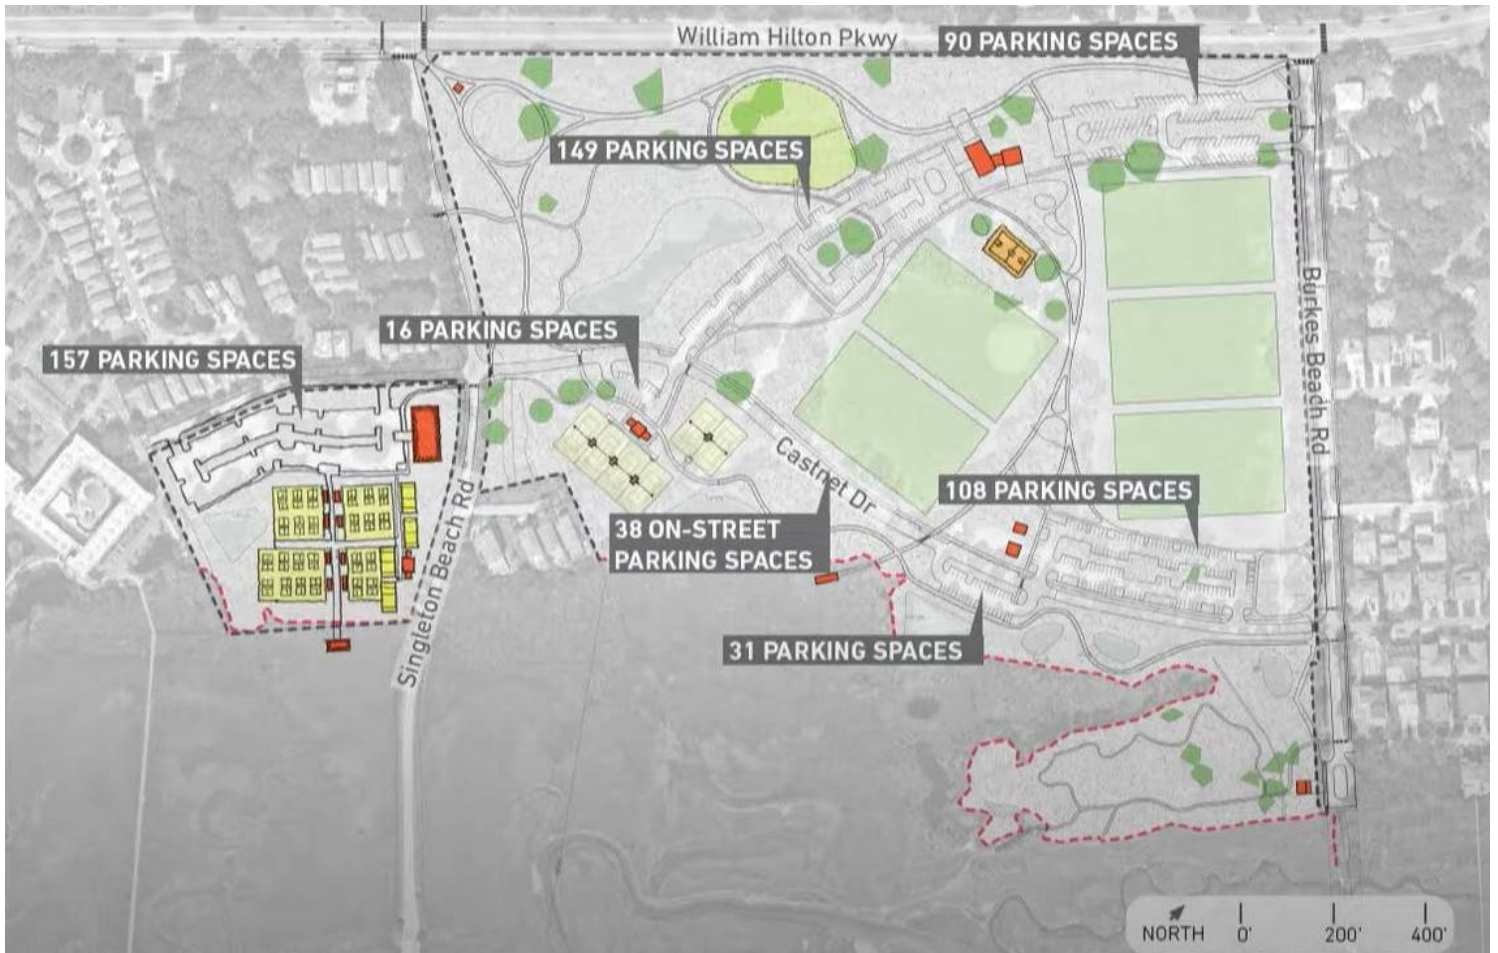 William Hilton Pkwy
90 PARKING SPACES
149 PARKING SPACES
16 PARKING SPACES
157 PARKING SPACES
Burkes Beach Rd
Castnet Dr
108 PARKING SPACES
38 ON-STREET
PARKING SPACES
Singleton Beach Rd
31 PARKING SPACES
NORTH 0' 200' 400'